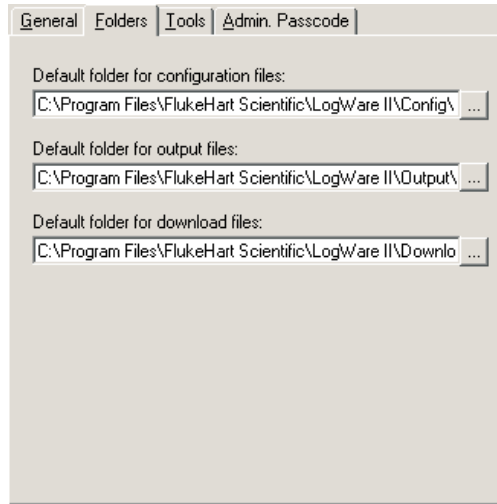 General Folders Tools Admin. Passcode
Default folder for configuration files:
C:\Program Files\FlukeHart Scientific\LogWare II\Config\ ...
Default folder for output files:
C:\Program Files\FlukeHart Scientific\LogWare II\Output\ ...
Default folder for download files:
C:\Program Files\FlukeHart Scientific\LogWare II\Downlo ...